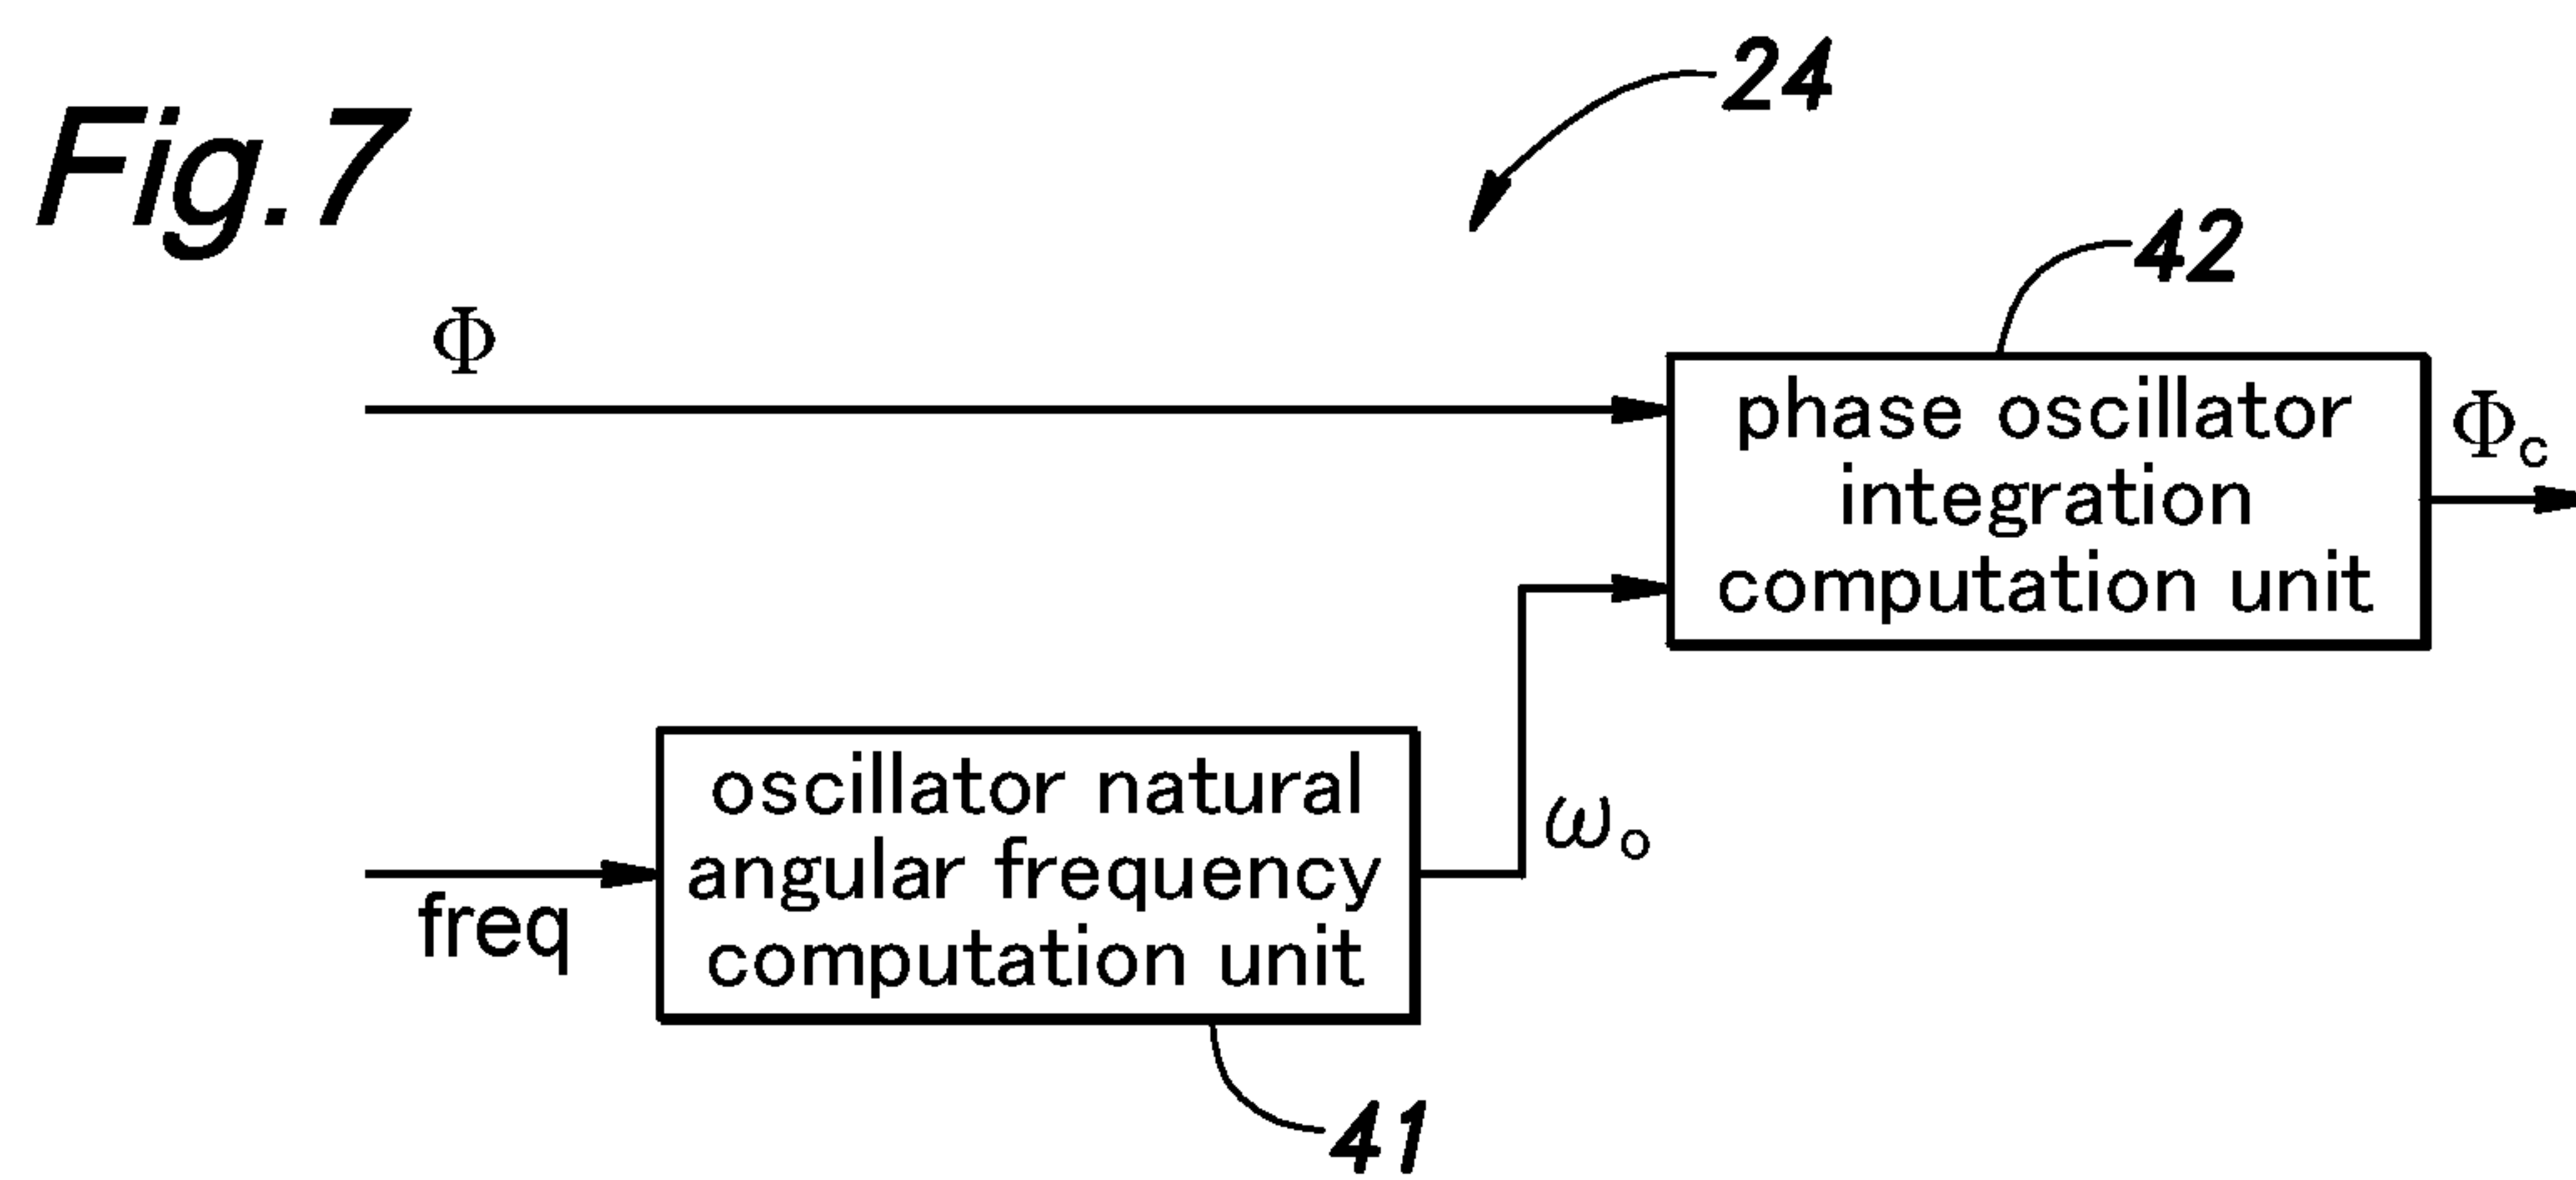 Fig.7
24
42
Φ
phase oscillator
integration
computation unit
Φc
oscillator natural
angular frequency
computation unit
ωo
freq
41